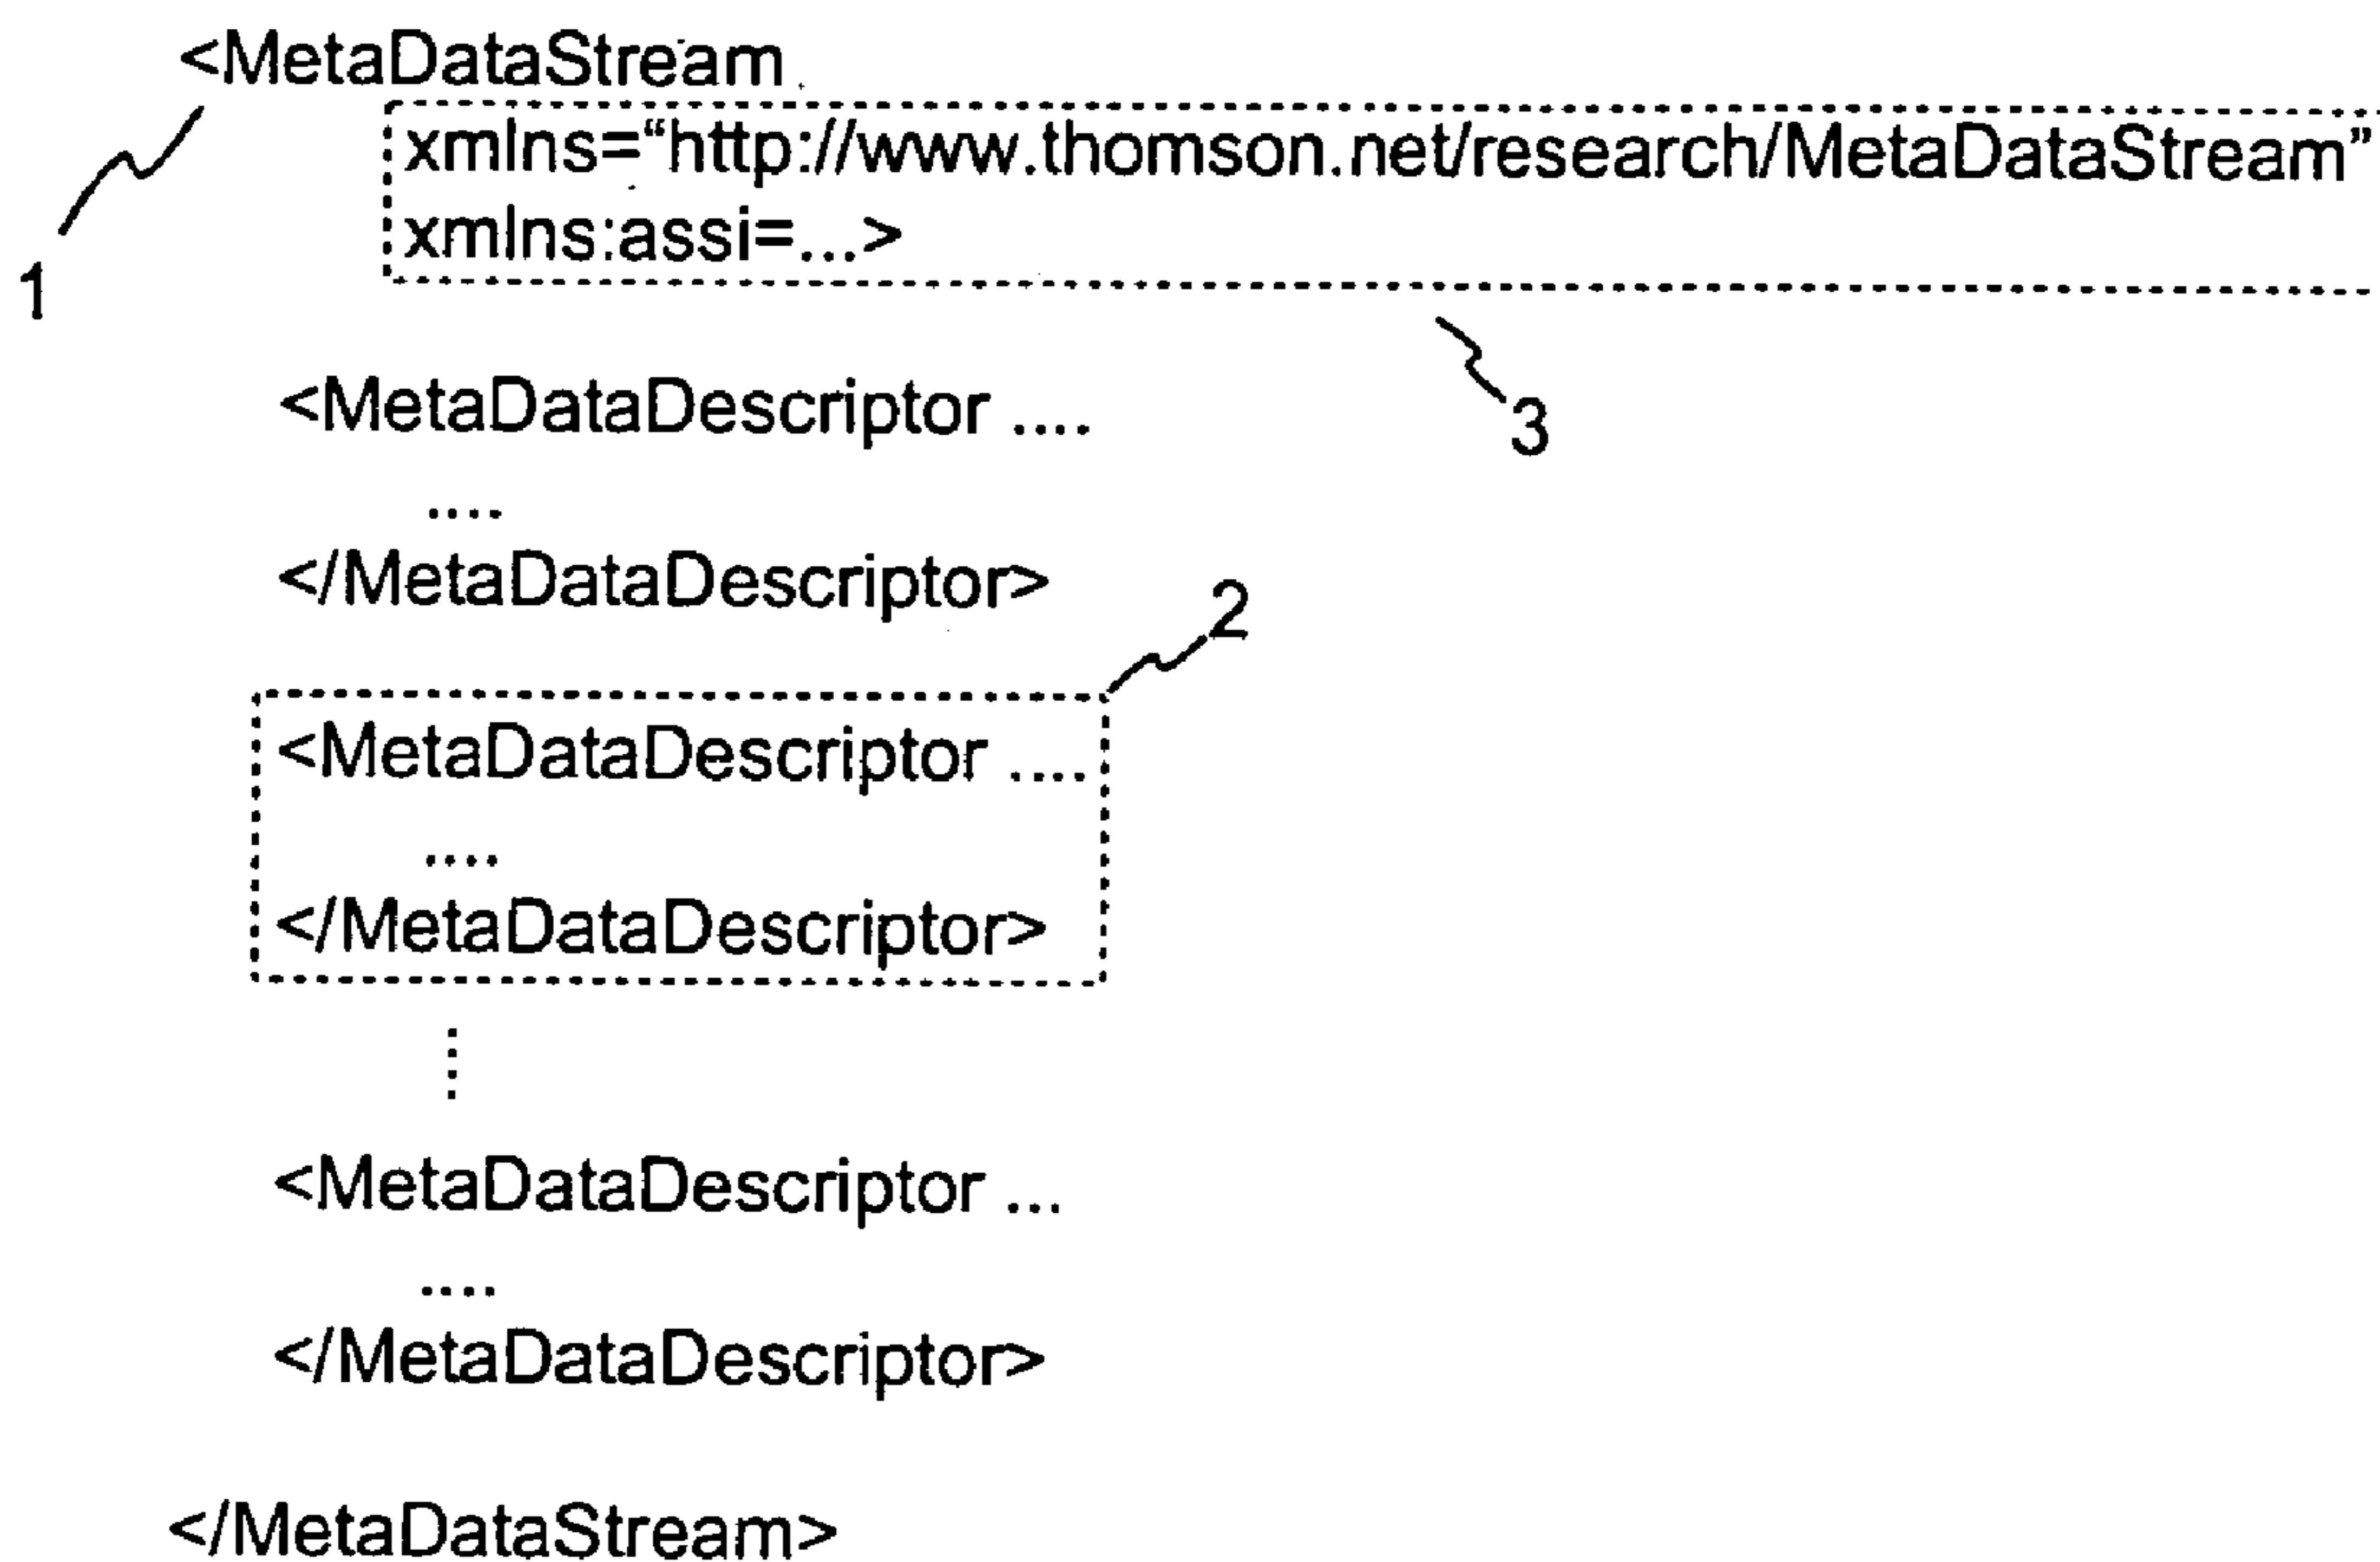 <MetaDataStream
xmlns=“http://www.thomson.net/research/MetaDataStream”
xmlns:assi=...>
1
3
<MetaDataDescriptor ....
....
</MetaDataDescriptor>
2
<MetaDataDescriptor ....
....
</MetaDataDescriptor>
<MetaDataDescriptor ...
....
</MetaDataDescriptor>
</MetaDataStream>